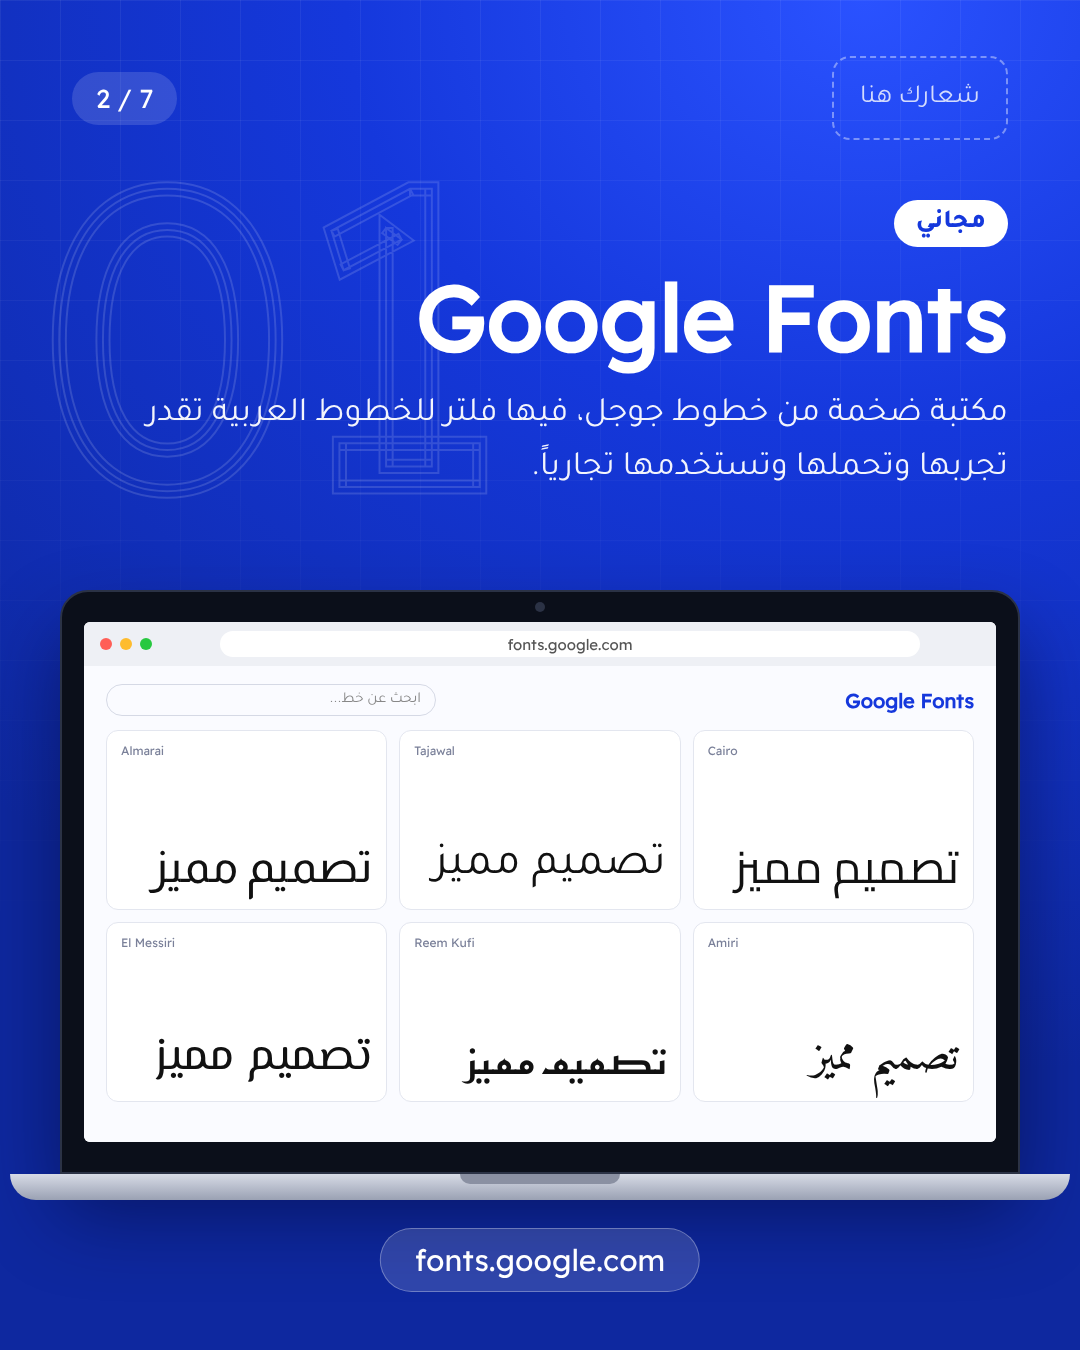 شعارك هنا
2 / 7
01
مجاني
Google Fonts
مكتبة ضخمة من خطوط جوجل، فيها فلتر للخطوط العربية تقدر
تجربها وتحملها وتستخدمها تجارياً.
fonts.google.com
Google Fonts
ابحث عن خط...
Cairo
تصميم مميز
Tajawal
تصميم مميز
Almarai
تصميم مميز
Amiri
تصميم مميز
Reem Kufi
تصميم مميز
El Messiri
تصميم مميز
fonts.google.com